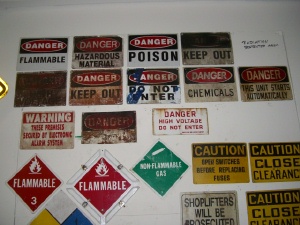 DANGER
FLAMMABLE
DANGER
HAZARDOUS
MATERIAL
DANGER
POISON
DANGER
KEEP OUT
DANGER
DANGER
KEEP OUT
DANGER
DO NOT
ENTER
DANGER
CHEMICALS
DANGER
THIS UNIT STARTS
AUTOMATICALLY
WARNING
THESE PREMISES
SECURED BY ELECTRONIC
ALARM SYSTEM
DANGER
DANGER
HIGH VOLTAGE
DO NOT ENTER
FLAMMABLE
3
FLAMMABLE
NON-FLAMMABLE
GAS
CAUTION
OPEN SWITCHES
BEFORE REPLACING
FUSES
CAUTION
CLOSE
CLEARANCE
SHOPLIFTERS
WILL BE
PROSECUTED
CAUTION
CLOSE
CLEARANCE